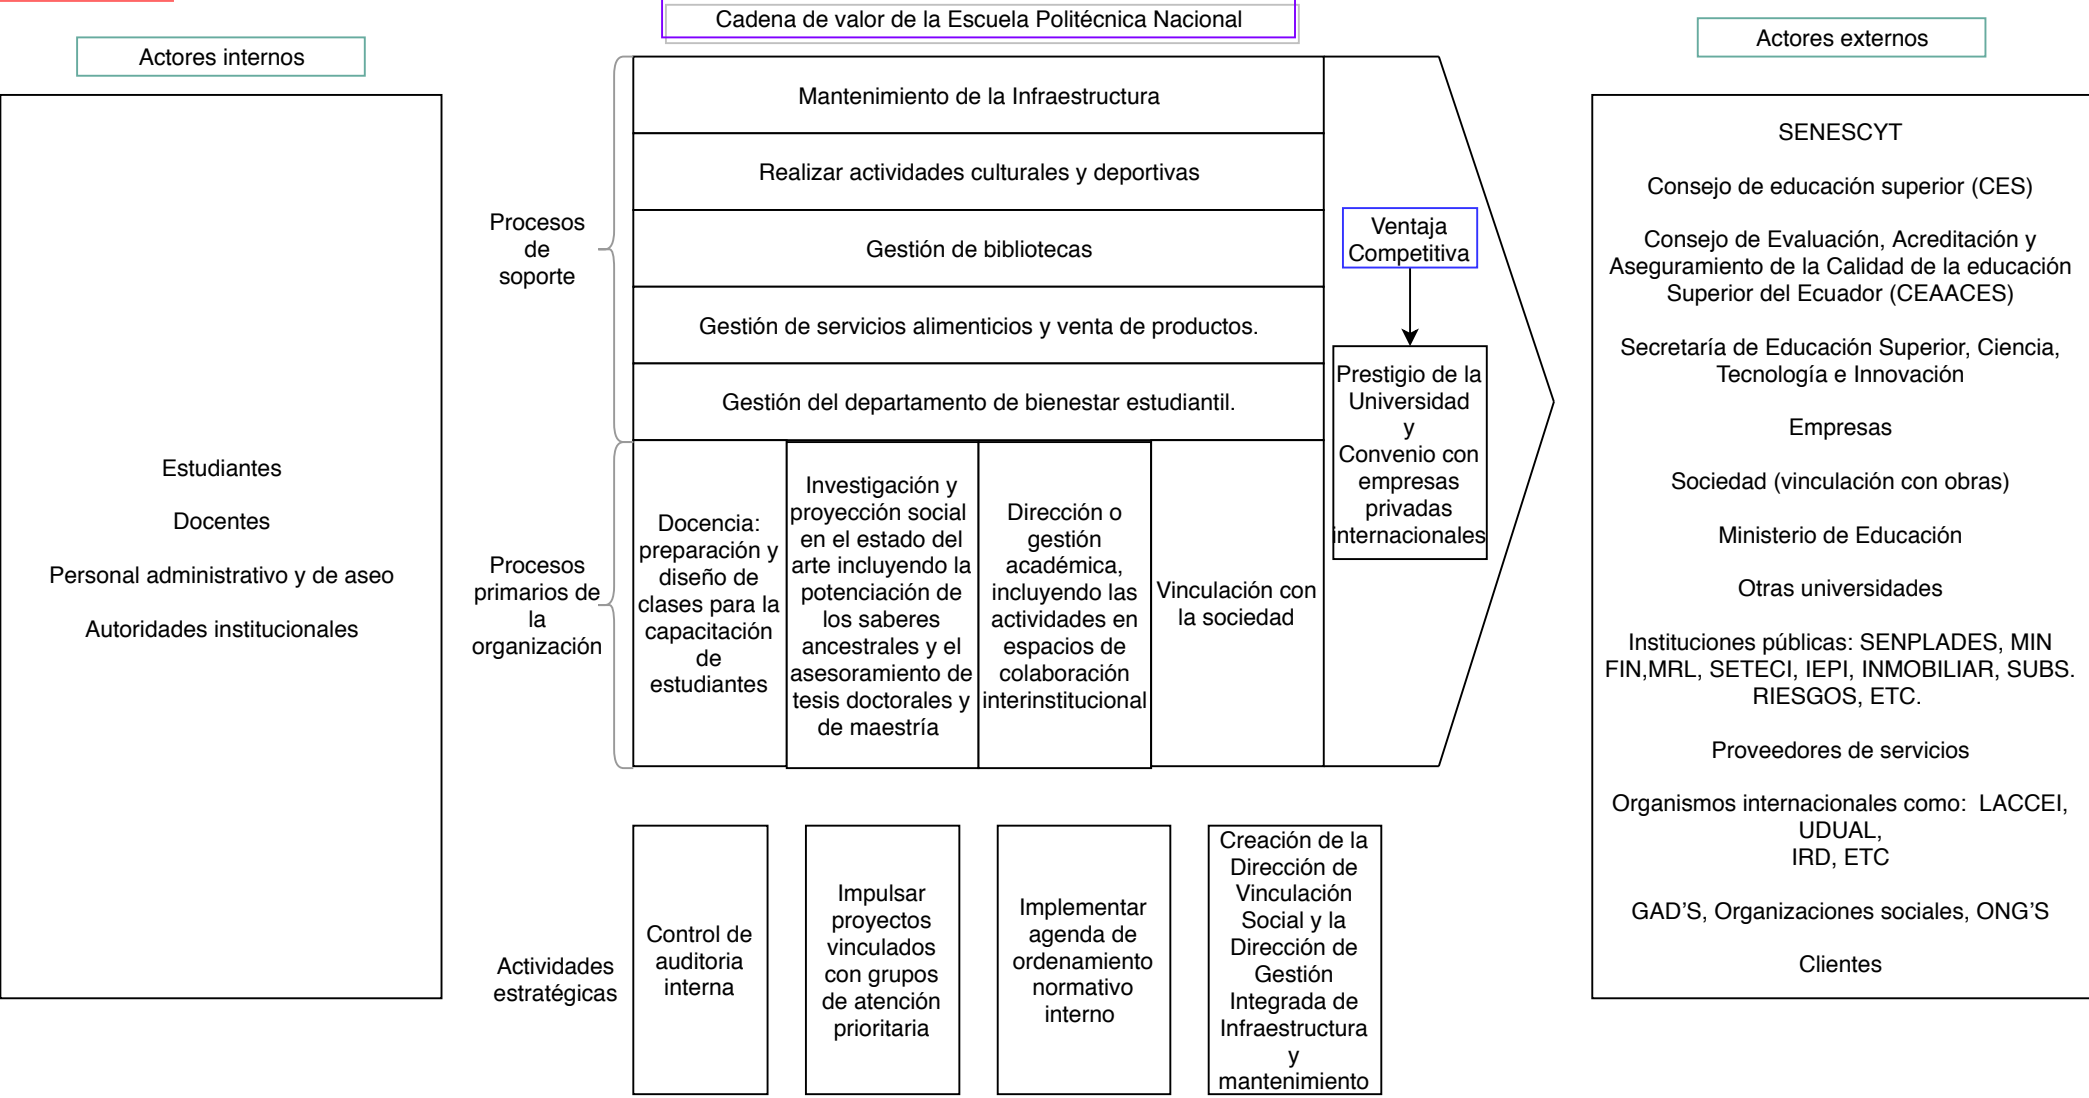 Cadena de valor de la Escuela Politécnica Nacional
Actores internos
Estudiantes
Docentes
Personal administrativo y de aseo
Autoridades institucionales
Procesos
de
soporte
Mantenimiento de la Infraestructura
Realizar actividades culturales y deportivas
Gestión de bibliotecas
Gestión de servicios alimenticios y venta de productos.
Gestión del departamento de bienestar estudiantil.
Procesos
primarios de
la
organización
Docencia:
preparación y
diseño de
clases para la
capacitación
de
estudiantes
Investigación y
proyección social
en el estado del
arte incluyendo la
potenciación de
los saberes
ancestrales y el
asesoramiento de
tesis doctorales y
de maestría
Dirección o
gestión
académica,
incluyendo las
actividades en
espacios de
colaboración
interinstitucional
Vinculación con
la sociedad
Ventaja
Competitiva
Prestigio de la
Universidad
y
Convenio con
empresas
privadas
internacionales
Actividades
estratégicas
Control de
auditoria
interna
Impulsar
proyectos
vinculados
con grupos
de atención
prioritaria
Implementar
agenda de
ordenamiento
normativo
interno
Creación de la
Dirección de
Vinculación
Social y la
Dirección de
Gestión
Integrada de
Infraestructura
y
mantenimiento
Actores externos
SENESCYT
Consejo de educación superior (CES)
Consejo de Evaluación, Acreditación y
Aseguramiento de la Calidad de la educación
Superior del Ecuador (CEAACES)
Secretaría de Educación Superior, Ciencia,
Tecnología e Innovación
Empresas
Sociedad (vinculación con obras)
Ministerio de Educación
Otras universidades
Instituciones públicas: SENPLADES, MIN
FIN,MRL, SETECI, IEPI, INMOBILIAR, SUBS.
RIESGOS, ETC.
Proveedores de servicios
Organismos internacionales como:  LACCEI,
UDUAL,
IRD, ETC
GAD’S, Organizaciones sociales, ONG’S
Clientes